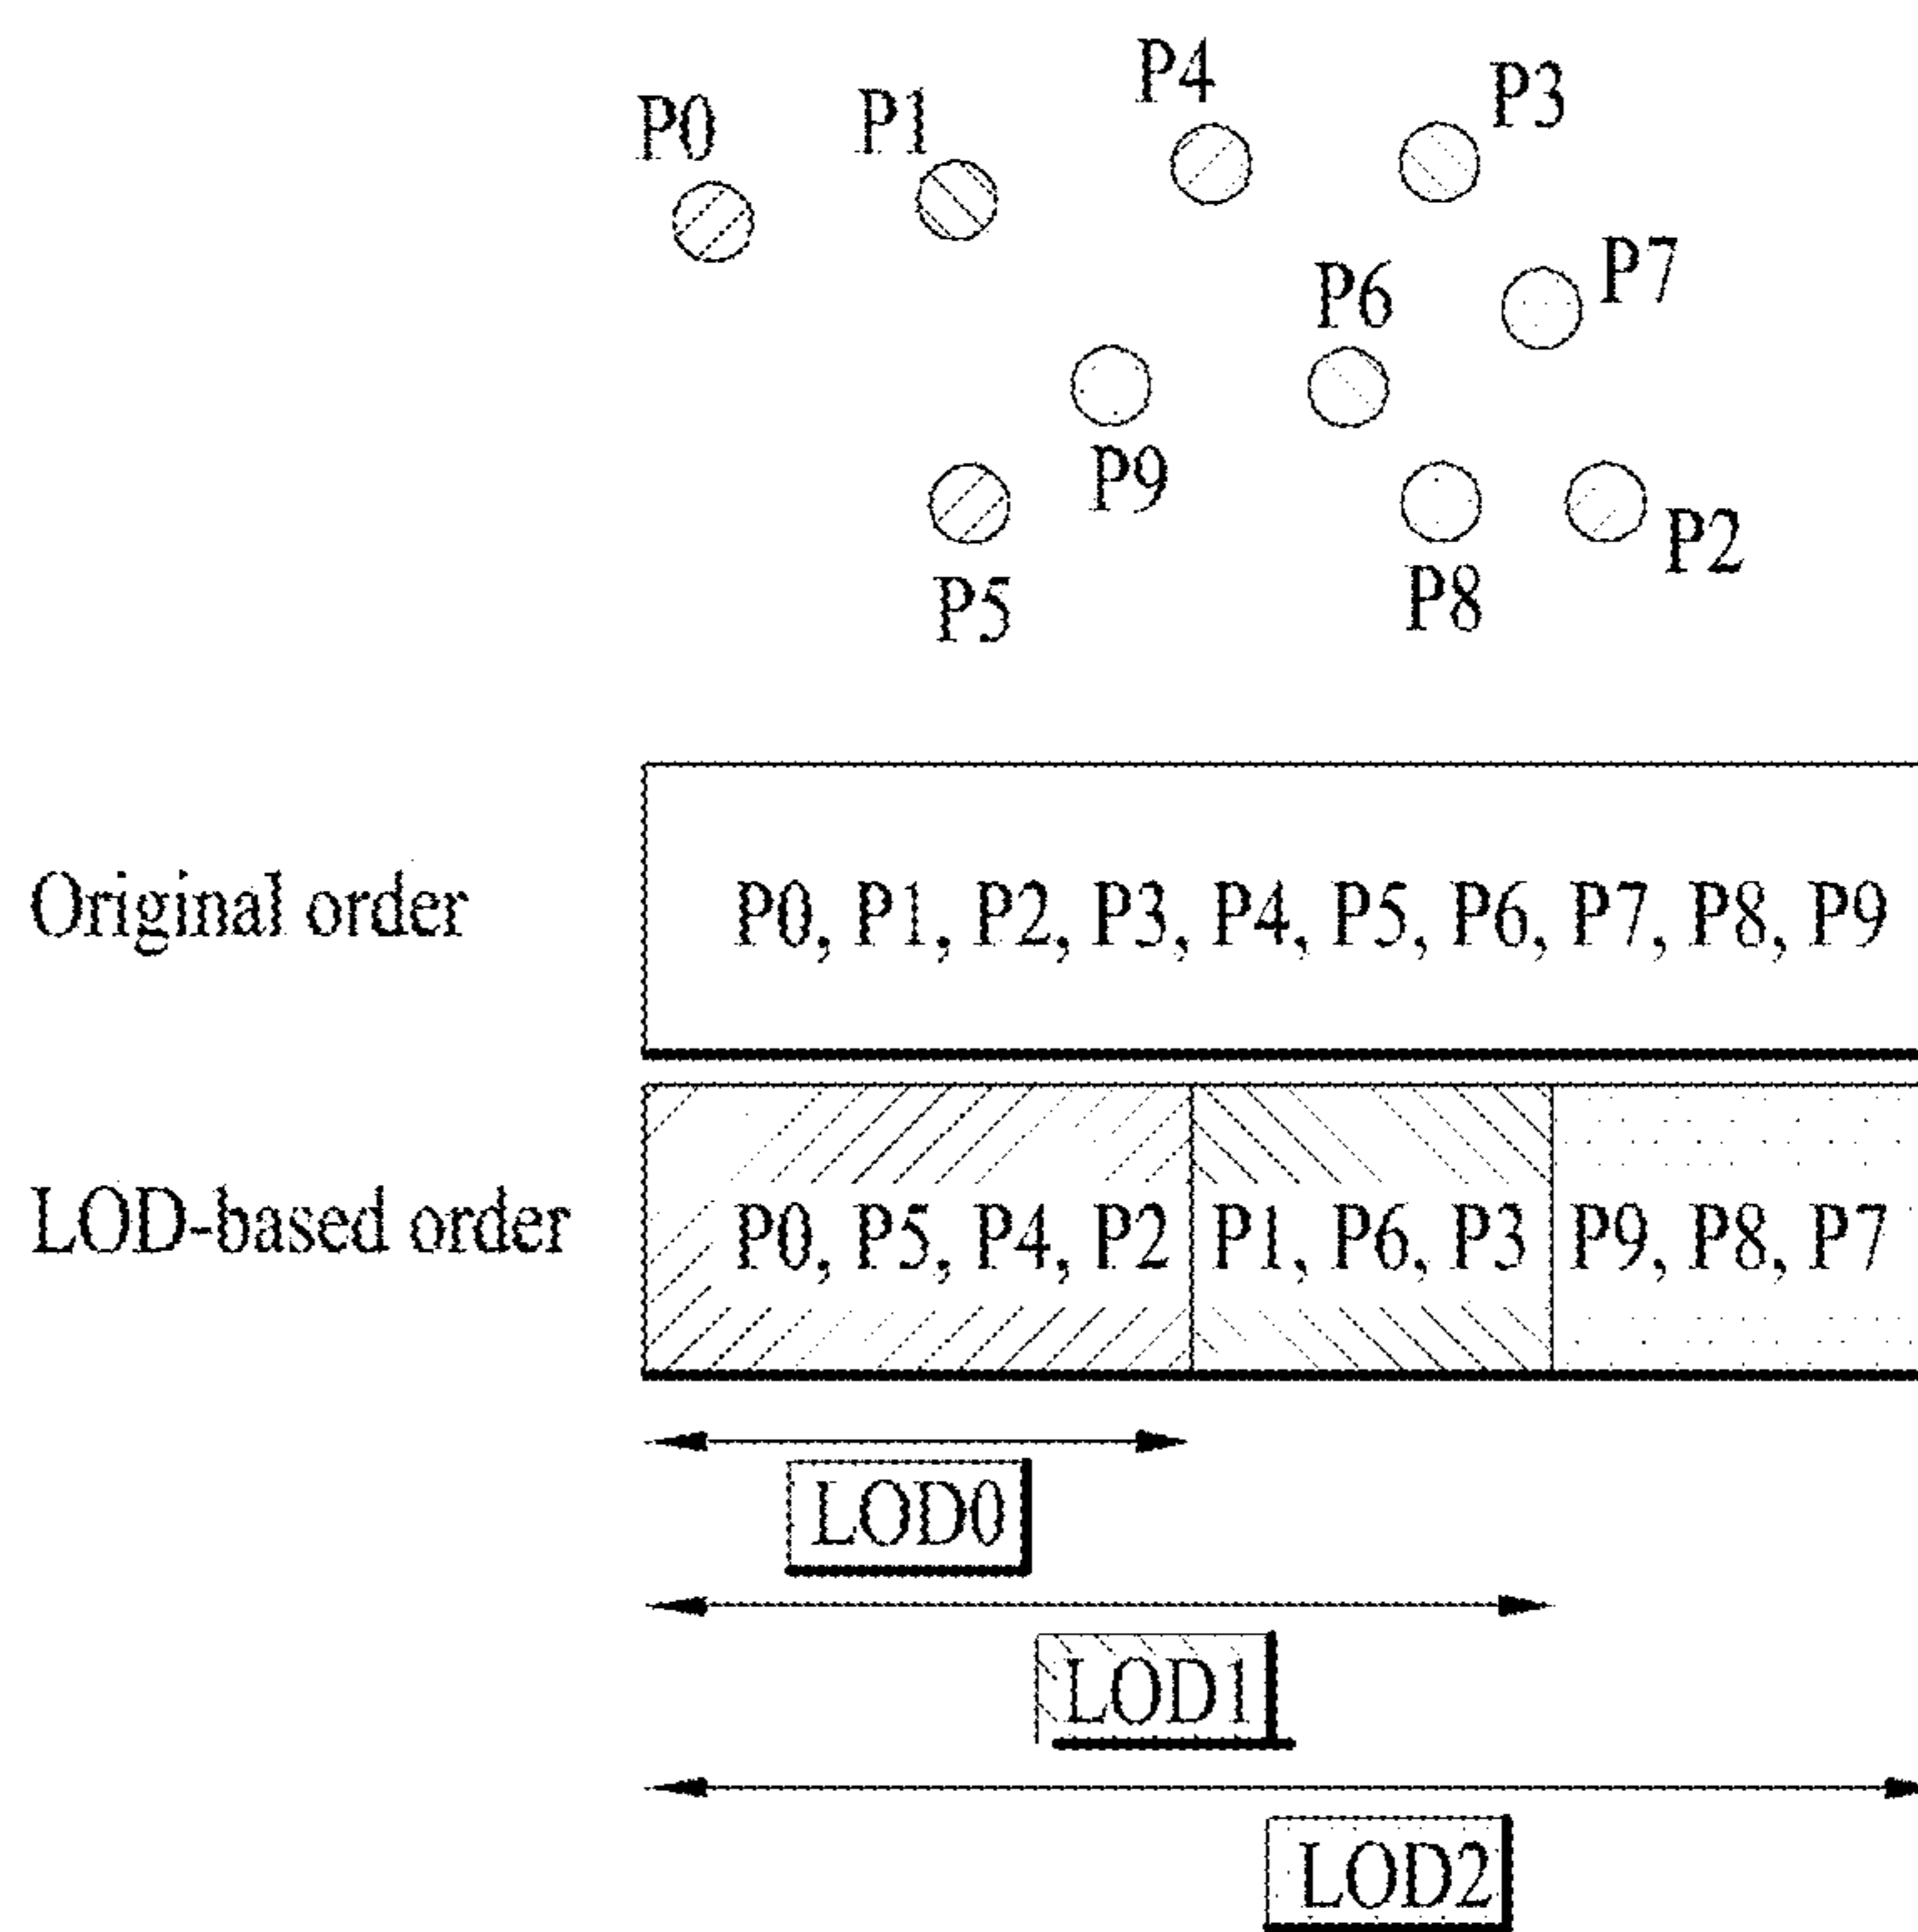 P4
P3
P0
P1
P7
P6
P9
P2
P5
P8
Original order
P0, P1, P2, P3, P4, P5, P6, P7, P8, P9
LOD-based order
P0, P5, P4, P2
P1, P6, P3
P9, P8, P7
LOD0
LOD1
LOD2